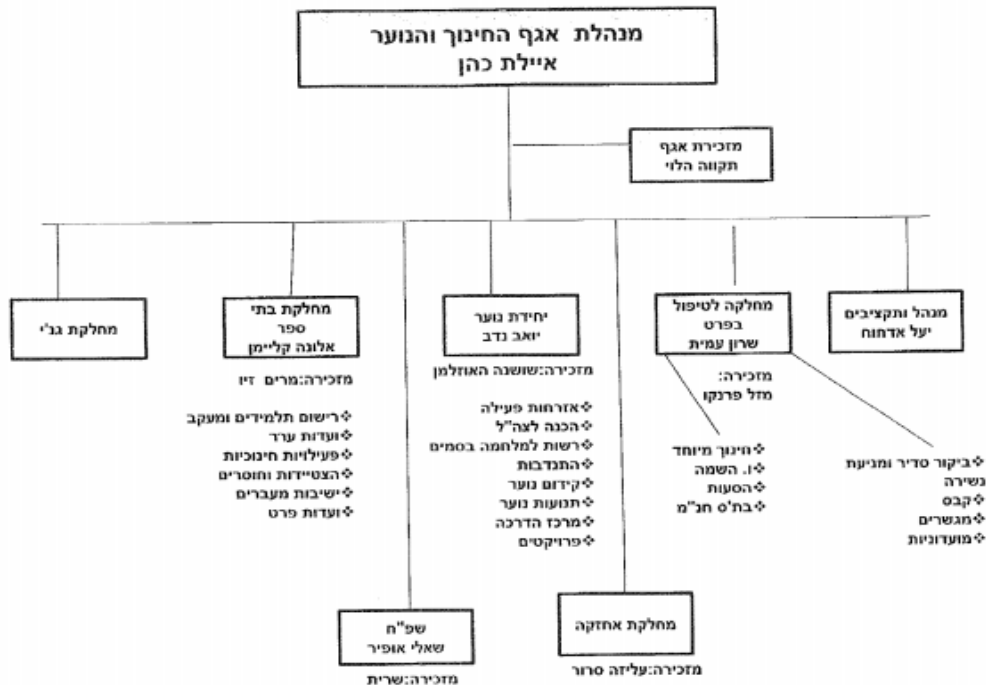 מנהלת אגף החינוך והנוער
איילת כהן
מזכירת אגף
תקווה הלוי
מנהל ותקציבים
יעל אדחוח
מחלקה לטיפול
בפרט
שרון עמית
מזכירה:
מזל פרנקו
❖ביקור סדיר ומניעת
נשירה
❖קבס
❖מגשרים
❖מועדוניות
❖חינוך מיוחד
❖ו. השמה
❖הסעות
❖בת'ס חנ"מ
יחידת נוער
יואב נדב
מזכירה:שושנה האוזלמן
❖אזרחות פעילה
❖הכנה לצה"ל
❖רשות למלחמה בסמים
❖התנדבות
❖קידום נוער
❖תנועות נוער
❖מרכז הדרכה
❖פרויקטים
מחלקת בתי
ספר
אלונה קליימן
מזכירה:מרים זיו
❖רישום תלמידים ומעקב
❖ועדות ערר
❖פעילויות חינוכיות
❖הצטיידות וחוסרים
❖ישיבות מעברים
❖ועדות פרט
מחלקת גנ'י
מחלקת אחזקה
מזכירה:עליזה סרור
שפ"ח
שאלי אופיר
מזכירה:שרית